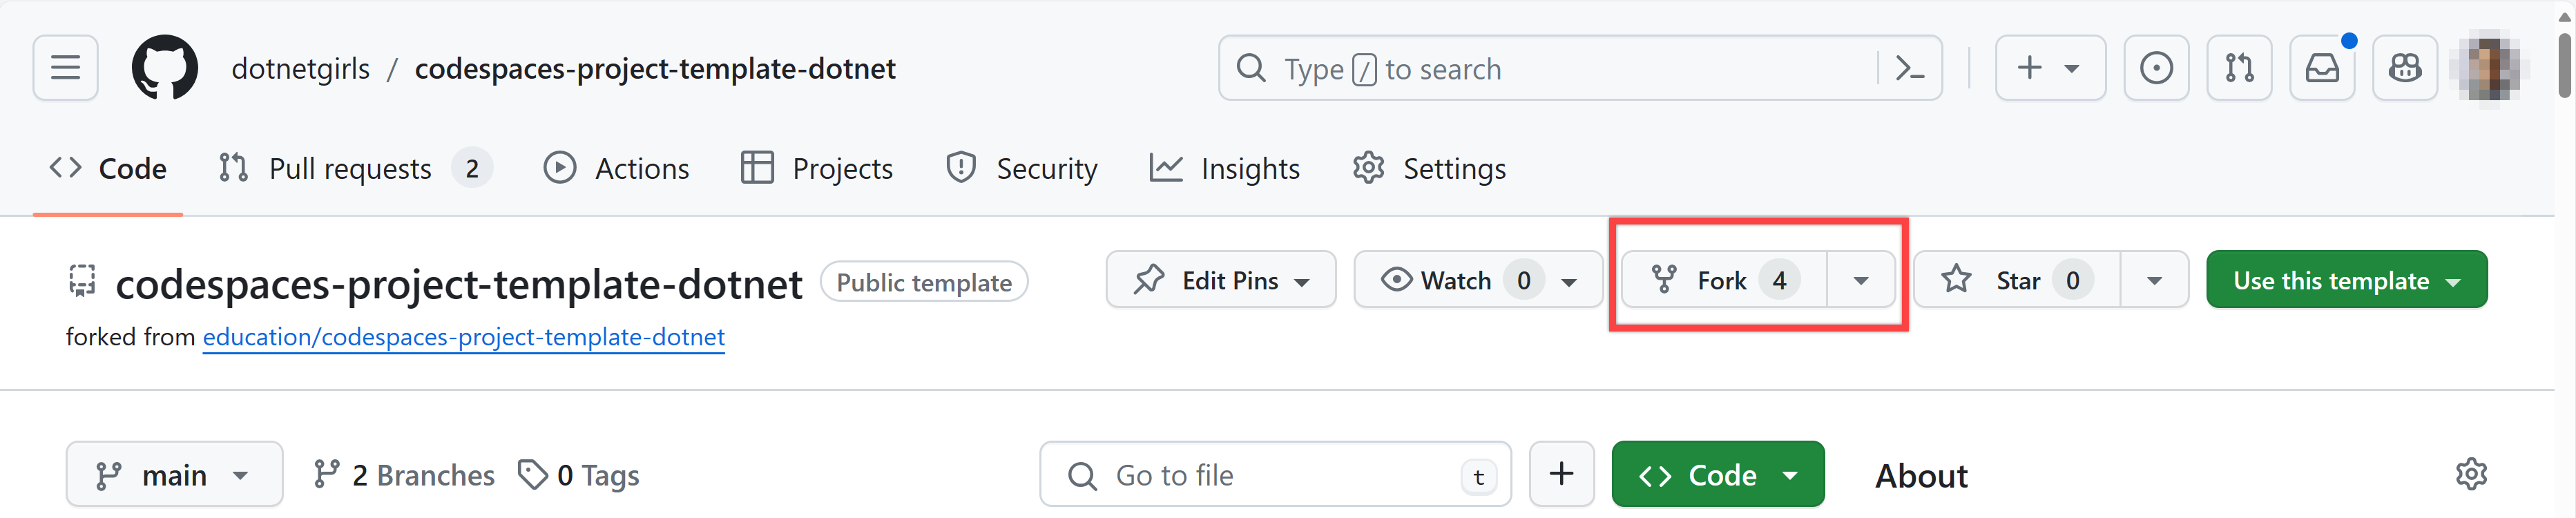 dotnetgirls / codespaces-project-template-dotnet
Type / to search
Code Pull requests 2 Actions Projects Security Insights Settings
codespaces-project-template-dotnet Public template Edit Pins Watch 0 Fork 4 Star 0 Use this template
forked from education/codespaces-project-template-dotnet
main 2 Branches 0 Tags Go to file t + Code About